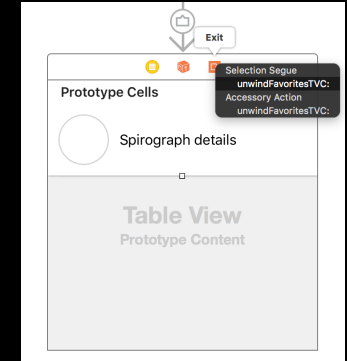 Exit
Selection Segue
unwindFavoritesTVC:
Accessory Action
unwindFavoritesTVC:
Prototype Cells
Spirograph details
Table View
Prototype Content